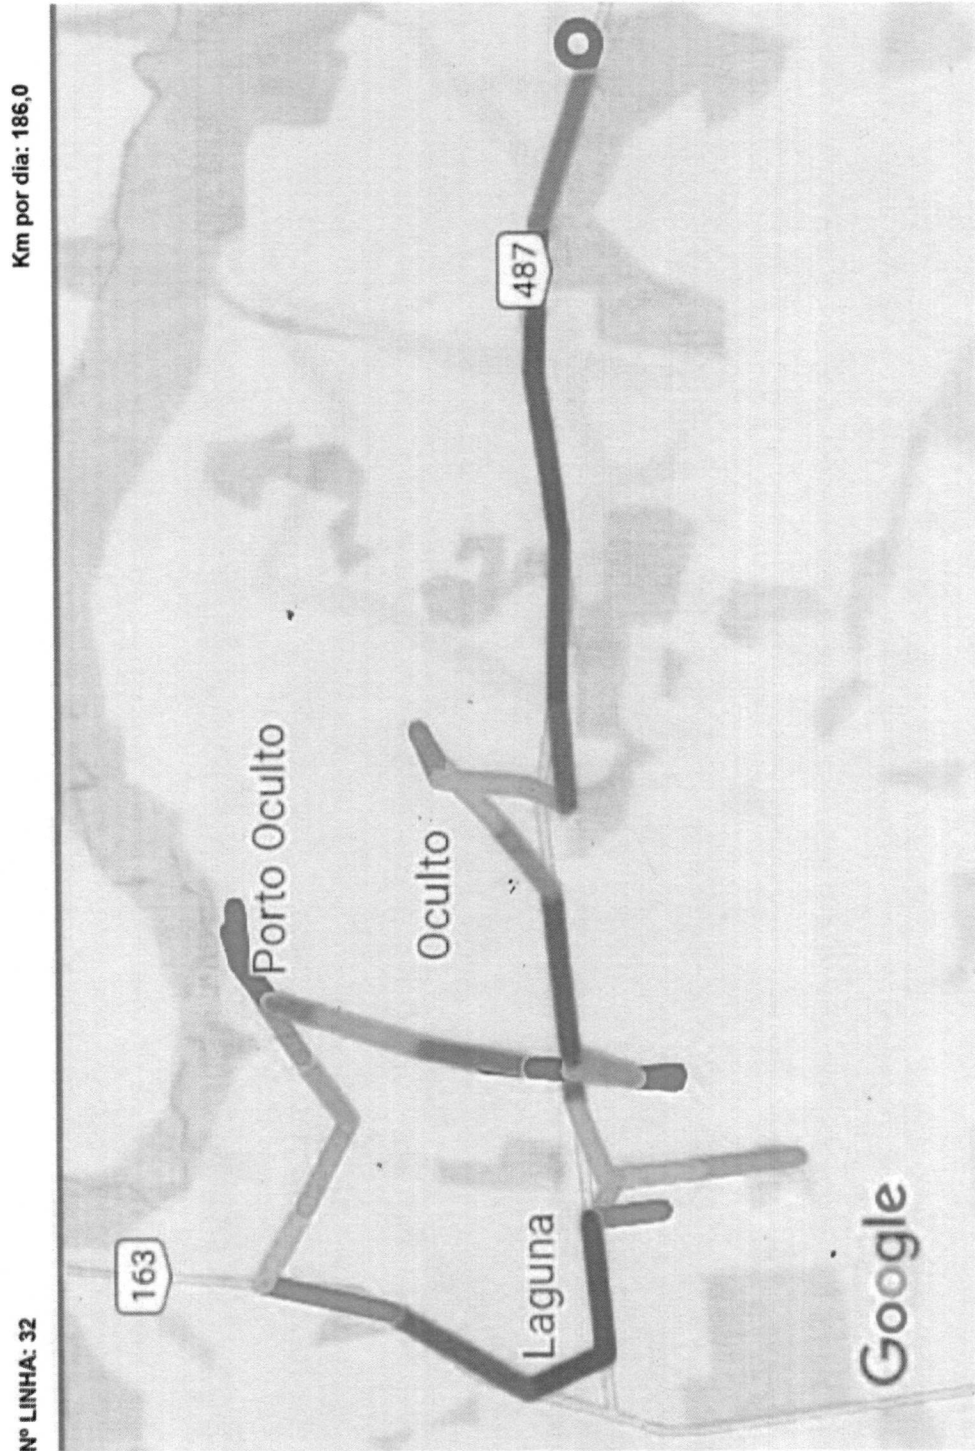 Nº LINHA: 32
Km por dia: 186,0
163
Porto Oculto
487
Oculto
Laguna
Google